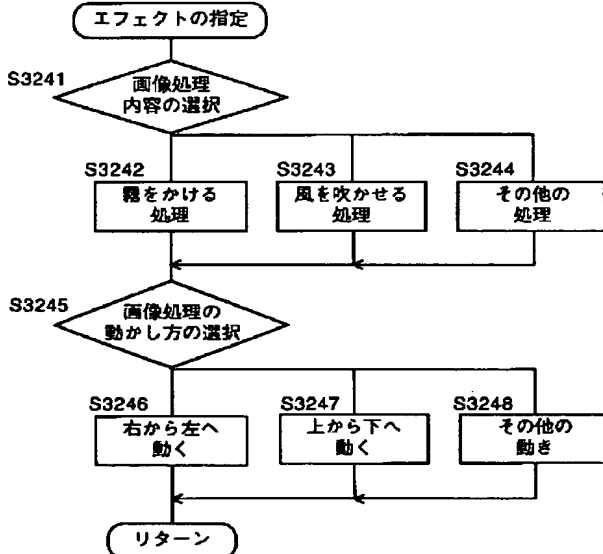 エフェクトの指定
S3241
画像処理
内容の選択
S3242
霧をかける
処理
S3243
風を吹かせる
処理
S3244
その他の
処理
S3245
画像処理の
動かし方の選択
S3246
右から左へ
動く
S3247
上から下へ
動く
S3248
その他の
動き
リターン